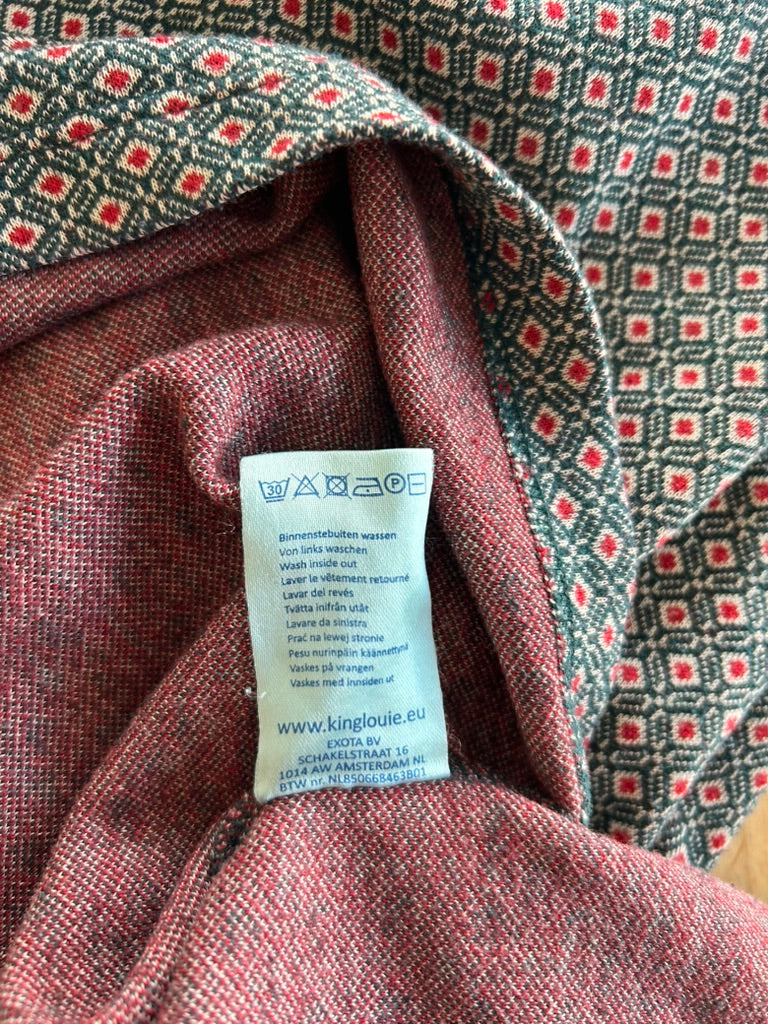 30 P
Binnenstebuiten wassen
Von links waschen
Wash inside out
Laver le vêtement retourné
Lavar del revés
Tvätta inifrån utåt
Lavare da sinistra
Prać na lewej stronie
Pesu nurinpäin käännettynä
Vaskes på vrangen
Vaskes med innsiden ut
www.kinglouie.eu
EXOTA BV
SCHAKELSTRAAT 16
1014 AW AMSTERDAM NL
BTW nr. NL850668463B01